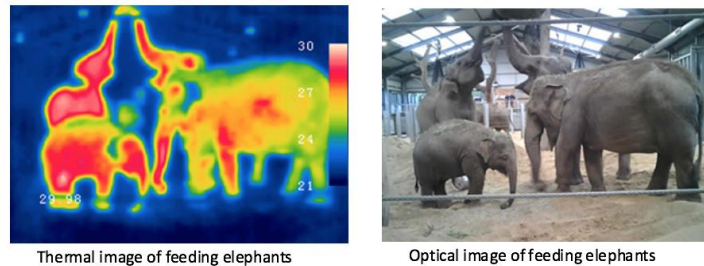 30
27
24
21
29.98
Thermal image of feeding elephants
Optical image of feeding elephants